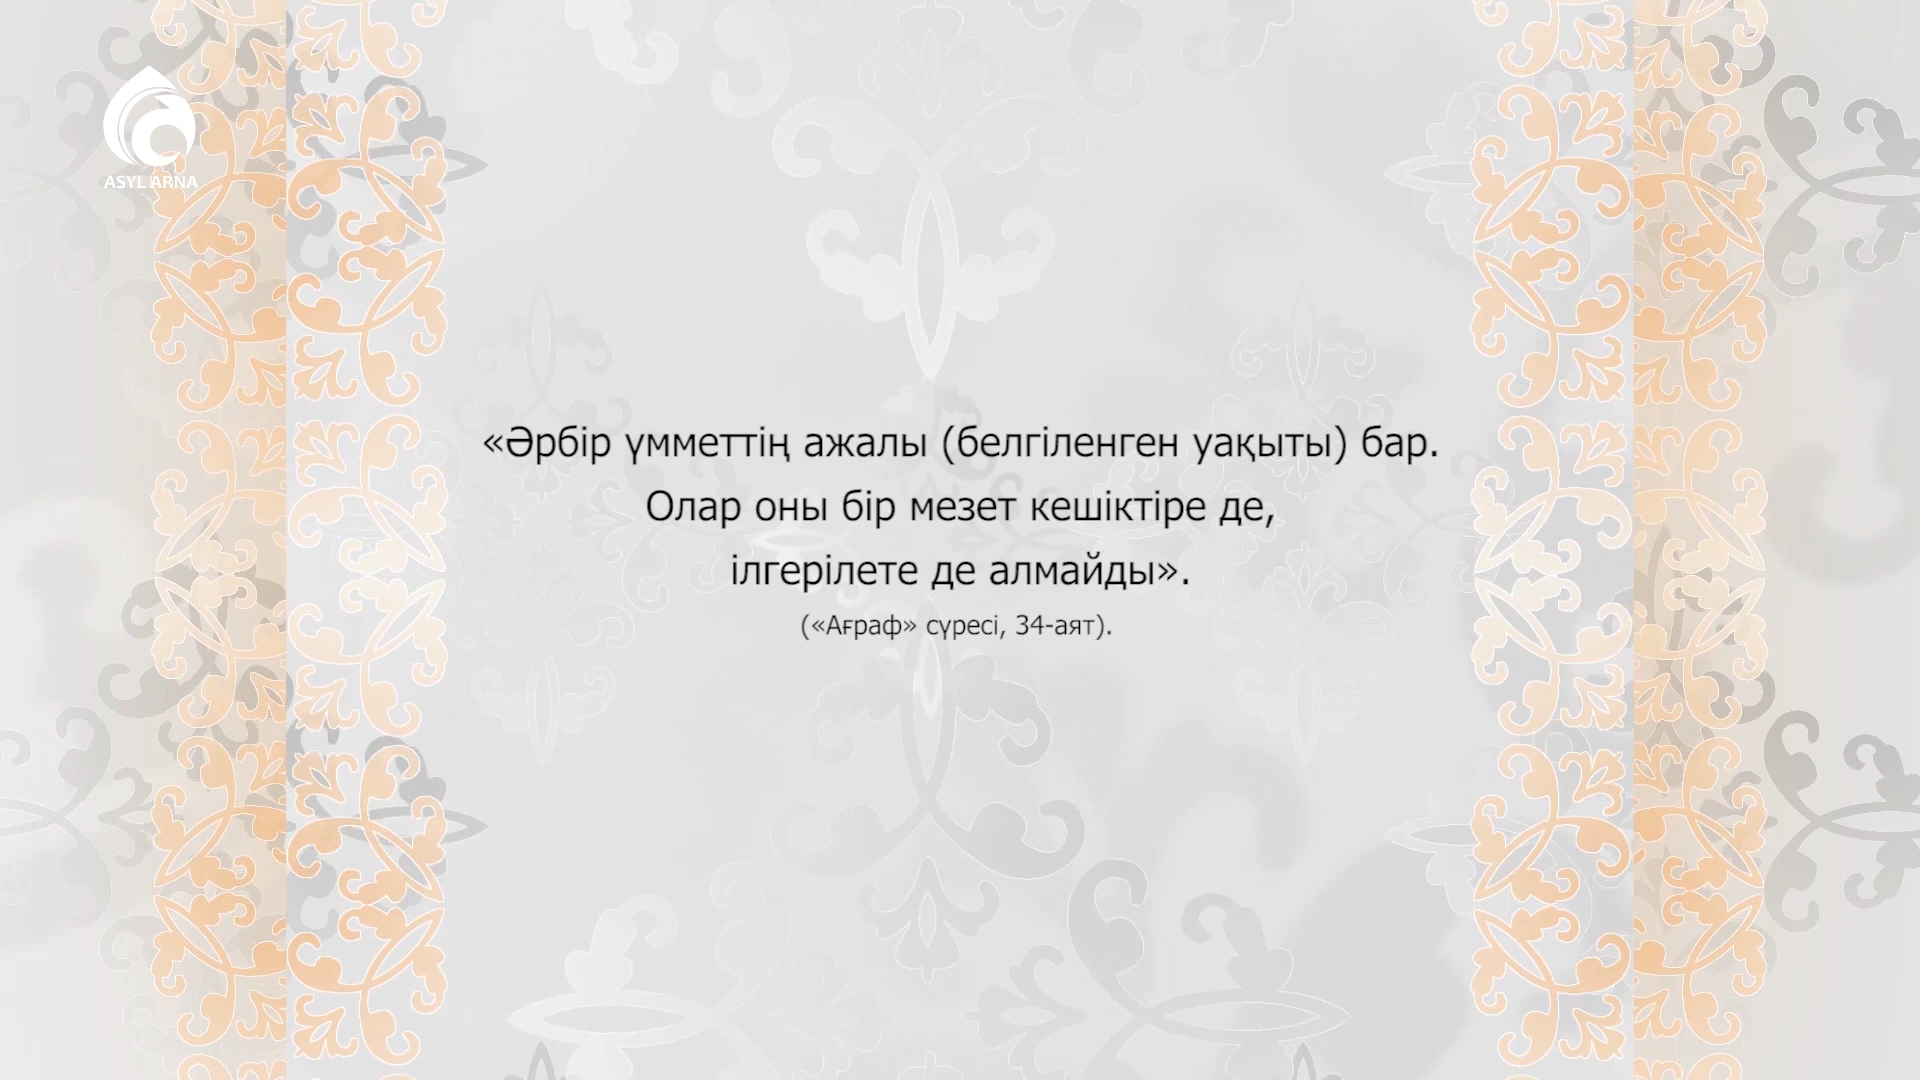 ASYL ARNA
«Әрбір үмметтің ажалы (белгіленген уақыты) бар.
Олар оны бір мезет кешіктіре де,
ілгерілете де алмайды».
(«Ағраф» сүресі, 34-аят).